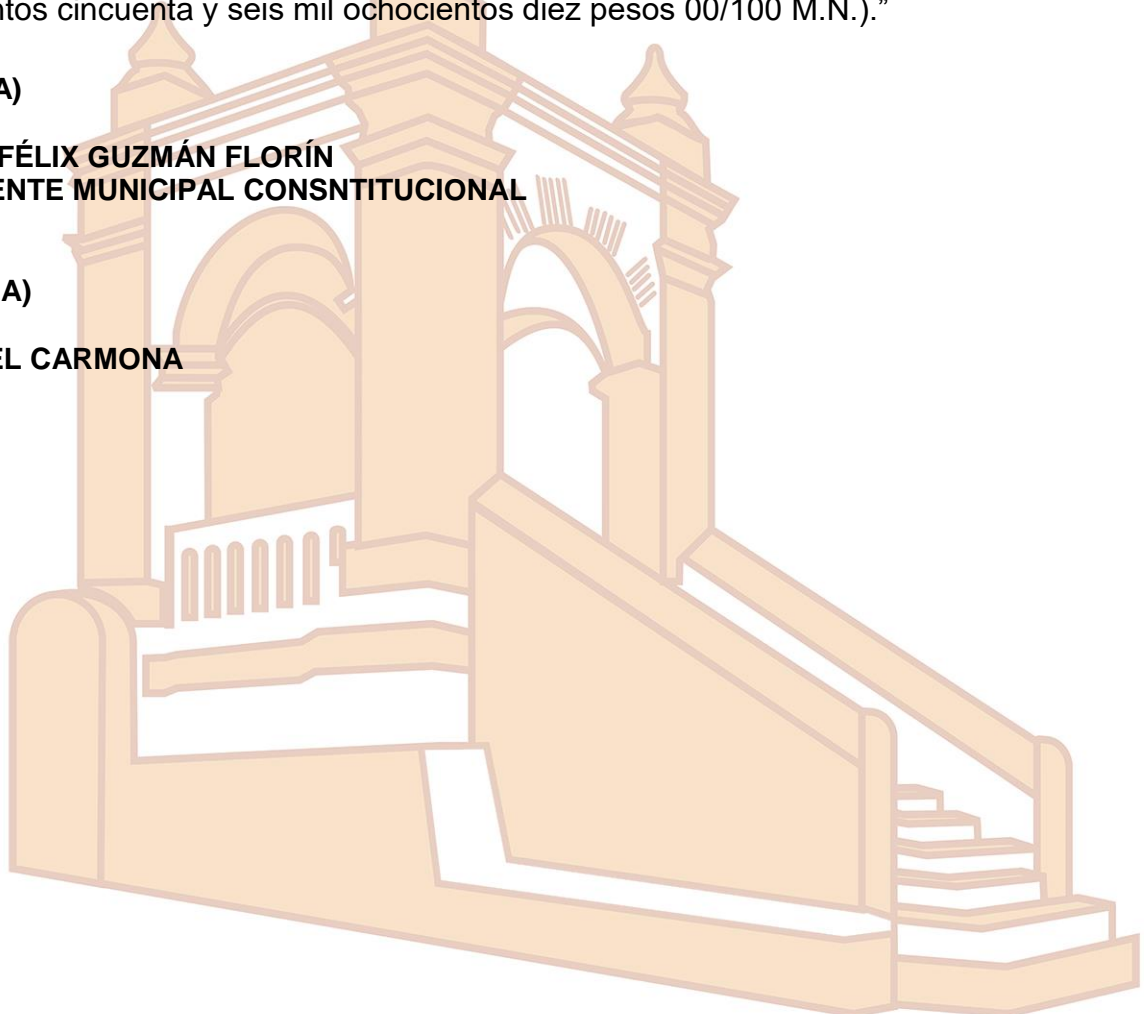 ntos cincuenta y seis mil ochocientos diez pesos 00/100 M.N.).”
A)
FÉLIX GUZMÁN FLORÍN
ENTE MUNICIPAL CONSNTITUCIONAL
A)
EL CARMONA